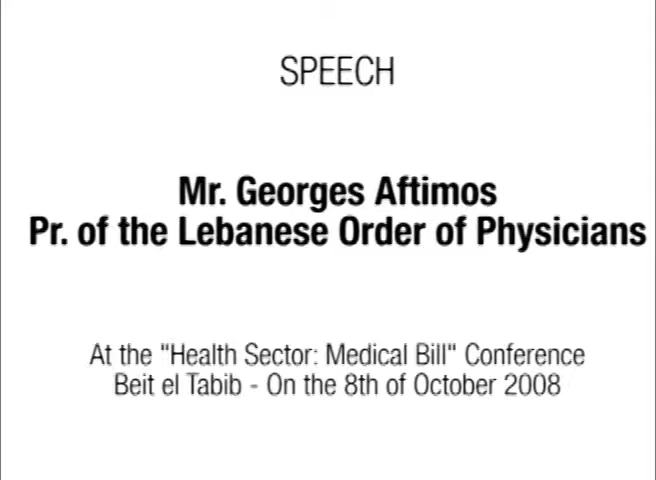 SPEECH
Mr. Georges Aftimos
Pr. of the Lebanese Order of Physicians
At the "Health Sector: Medical Bill" Conference
Beit el Tabib - On the 8th of October 2008